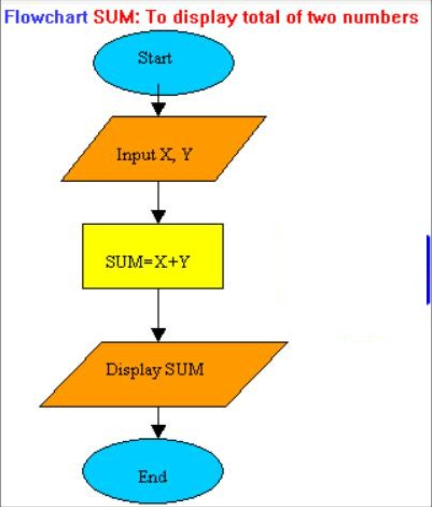 Flowchart SUM: To display total of two numbers
Start
Input X, Y
SUM=X+Y
Display SUM
End